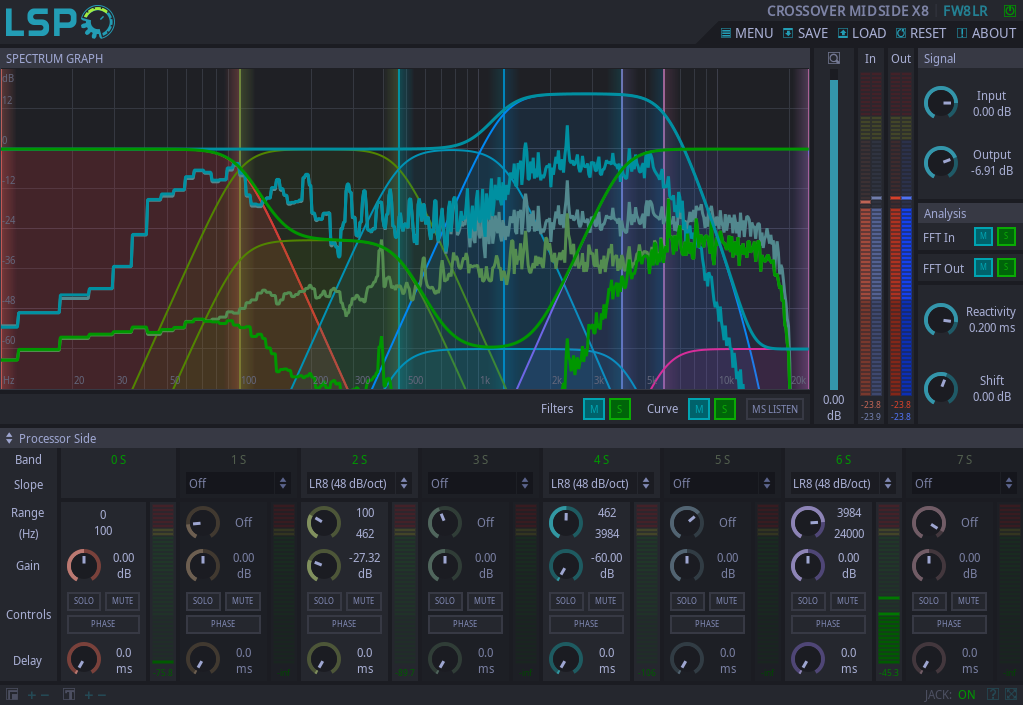 LSP
CROSSOVER MIDSIDE X8 FW8LR
MENU SAVE LOAD RESET ABOUT
SPECTRUM GRAPH
In Out Signal
dB
12
0
-12
-24
-36
-48
-60
Hz 20 30 50 100 200 300 500 1k 2k 3k 5k 10k 20k
Input
0.00 dB
Output
-6.91 dB
Analysis
FFT In M S
FFT Out M S
Reactivity
0.200 ms
Shift
0.00 dB
Filters M S Curve M S MS LISTEN
0.00
dB
-23.8 -23.8
-23.9 -23.8
Processor Side
Band 0 S 1 S 2 S 3 S 4 S 5 S 6 S 7 S
Slope Off LR8 (48 dB/oct) Off LR8 (48 dB/oct) Off LR8 (48 dB/oct) Off
Range 0 Off 100 Off 462 Off 3984 Off
(Hz) 100 462 3984 24000
Gain 0.00 0.00 -27.32 0.00 -60.00 0.00 0.00 0.00
dB dB dB dB dB dB dB dB
SOLO MUTE SOLO MUTE SOLO MUTE SOLO MUTE SOLO MUTE SOLO MUTE SOLO MUTE SOLO MUTE
Controls PHASE PHASE PHASE PHASE PHASE PHASE PHASE PHASE
Delay 0.0 0.0 0.0 0.0 0.0 0.0 0.0 0.0
ms ms ms ms ms ms ms ms
-45.3
JACK: ON